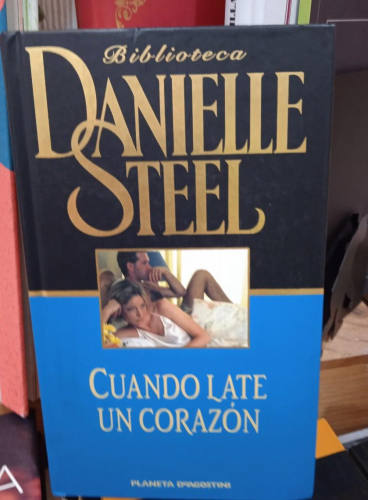 Biblioteca
DANIELLE
STEEL
CUANDO LATE
UN CORAZÓN
PLANETA DEAGOSTINI